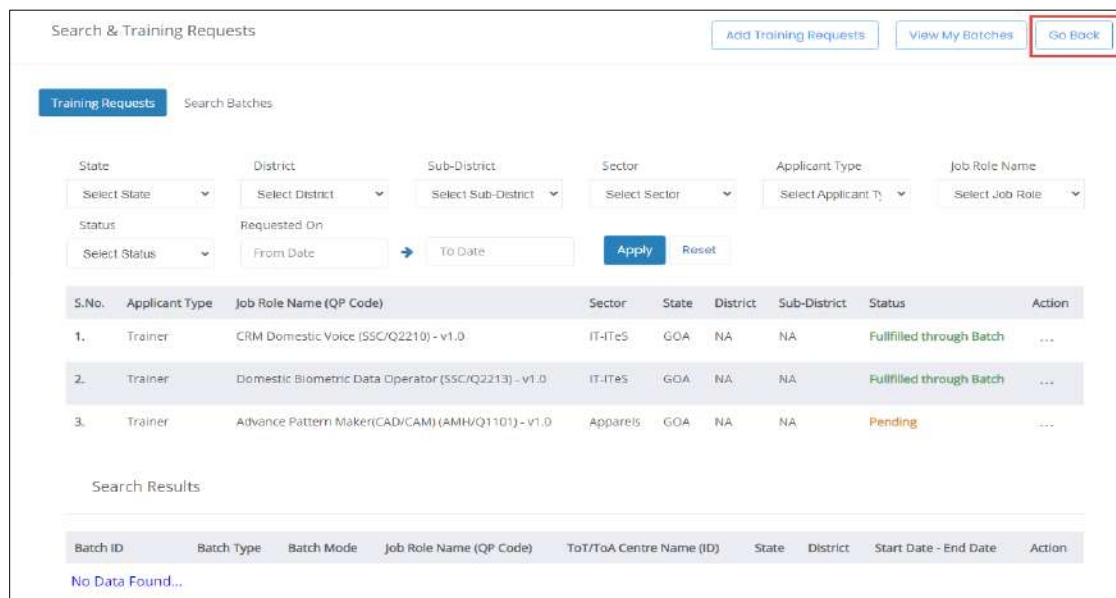 Search & Training Requests Add Training Requests View My Batches Go Back
Training Requests Search Batches
State District Sub-District Sector Applicant Type Job Role Name
Select State Select District Select Sub-District Select Sector Select Applicant Ty Select Job Role
Status Requested On
Select Status From Date To Date Apply Reset
S.No. Applicant Type Job Role Name (QP Code) Sector State District Sub-District Status Action
1. Trainer CRM Domestic Voice (SSC/Q2210) - v1.0 IT-ITeS GOA NA NA Fullfilled through Batch ...
2. Trainer Domestic Biometric Data Operator (SSC/Q2213) - v1.0 IT-ITeS GOA NA NA Fullfilled through Batch ...
3. Trainer Advance Pattern Maker(CAD/CAM) (AMH/Q1101) - v1.0 Apparels GOA NA NA Pending ...
Search Results
Batch ID Batch Type Batch Mode Job Role Name (QP Code) ToT/ToA Centre Name (ID) State District Start Date - End Date Action
No Data Found...